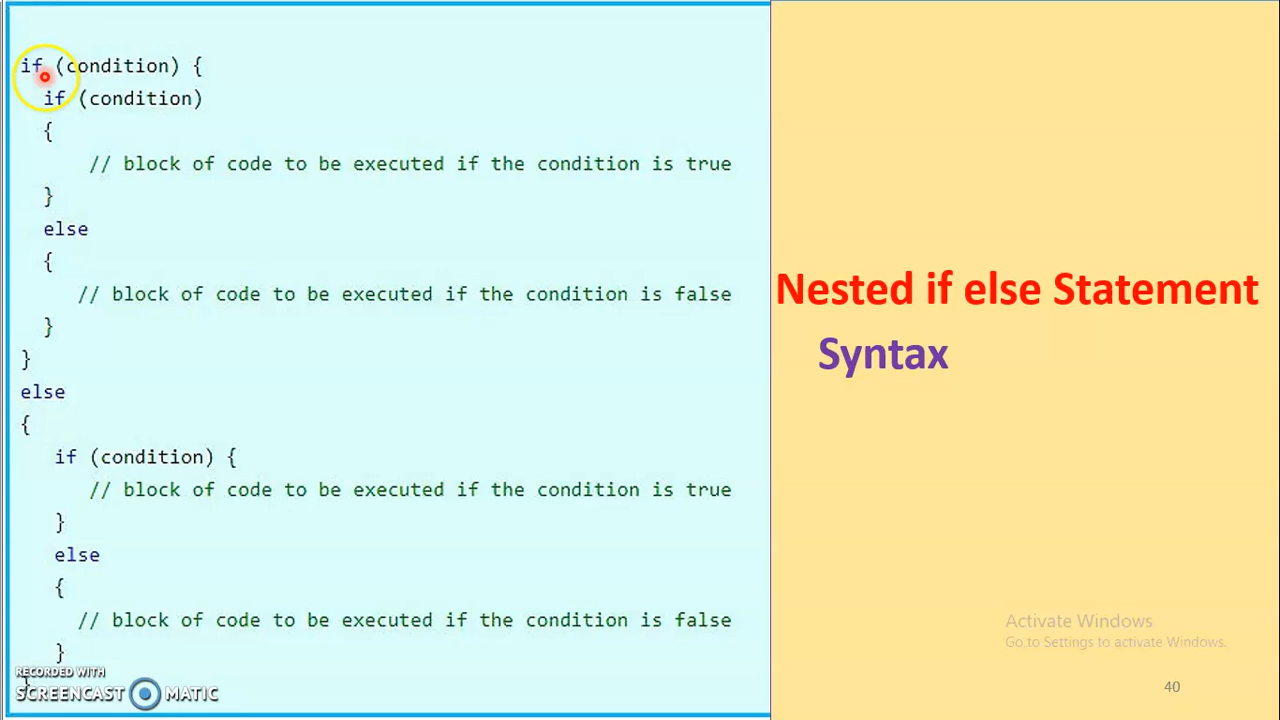 if (condition) {
if (condition)
{
// block of code to be executed if the condition is true
}
else
{
// block of code to be executed if the condition is false
}
}
else
{
if (condition) {
// block of code to be executed if the condition is true
}
else
{
// block of code to be executed if the condition is false
}
}
Nested if else Statement
Syntax
Activate Windows
Go to Settings to activate Windows.
40
RECORDED WITH
SCREENCAST MATIC